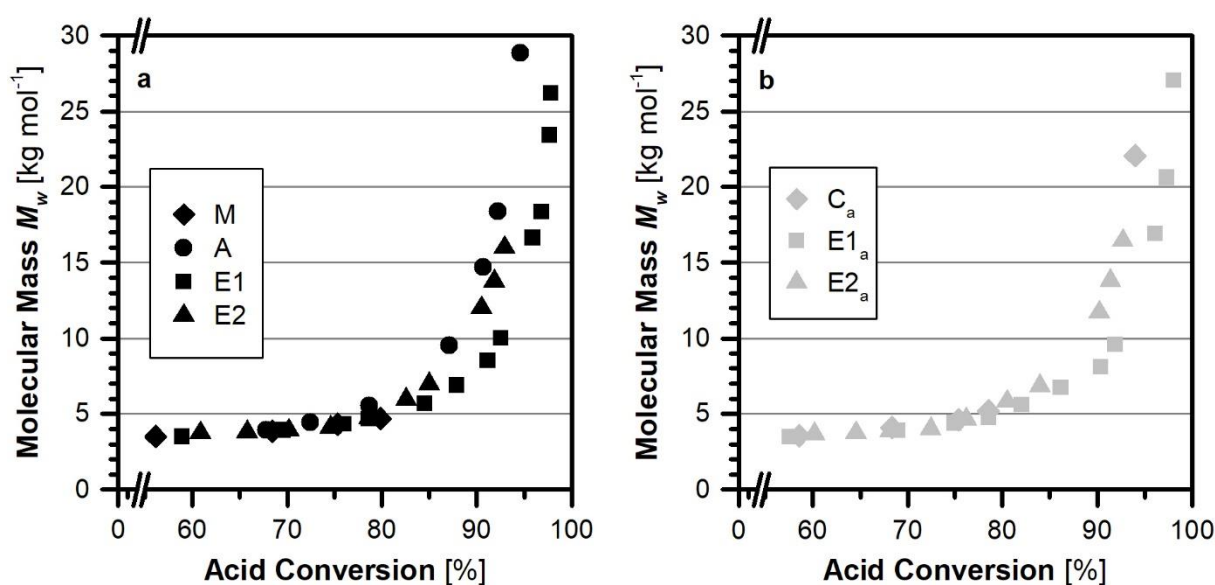 a
Molecular Mass Mw [kg mol-1]
30
25
20
15
10
5
0
M
A
E1
E2
0 60 70 80 90 100
Acid Conversion [%]
b
Molecular Mass Mw [kg mol-1]
30
25
20
15
10
5
0
Ca
E1a
E2a
0 60 70 80 90 100
Acid Conversion [%]